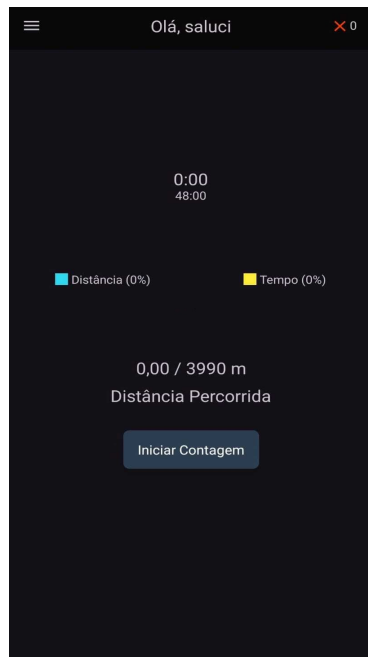 Olá, saluci
0
0:00
48:00
Distância (0%)
Tempo (0%)
0,00 / 3990 m
Distância Percorrida
Iniciar Contagem